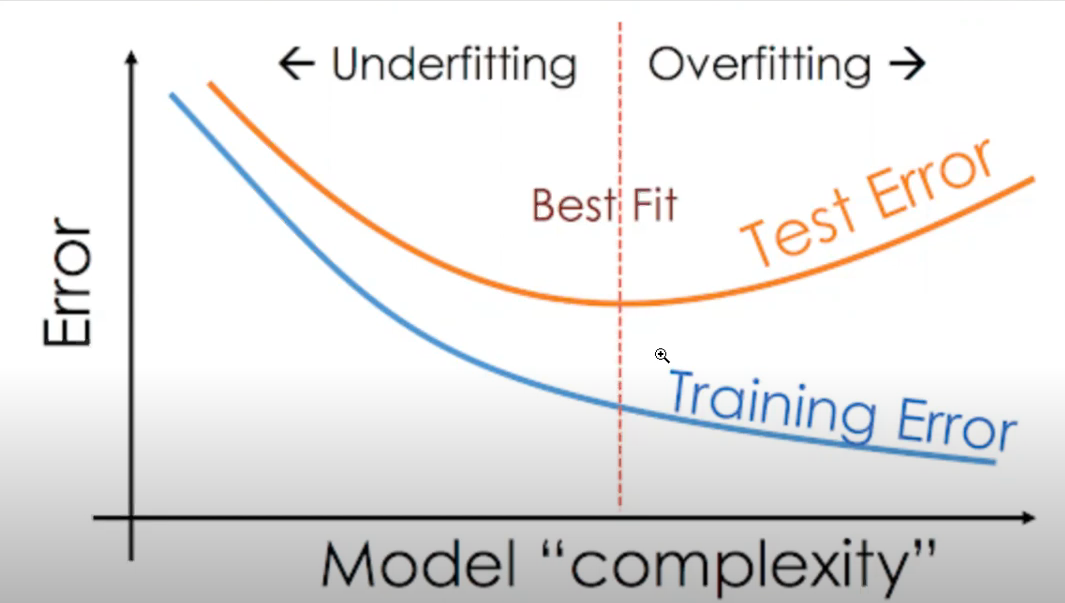 ← Underfitting
Overfitting →
Best Fit
Test Error
Error
Training Error
Model “complexity”